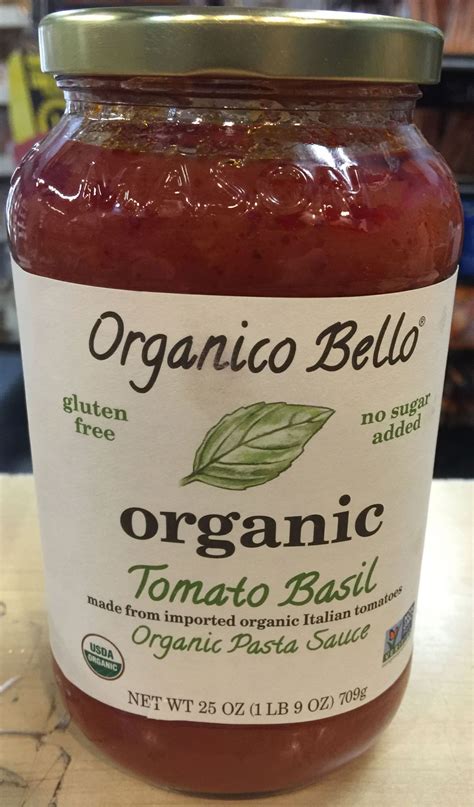 MASON
Organico Bello®
gluten
free
no sugar
added
organic
Tomato Basil
made from imported organic Italian tomatoes
Organic Pasta Sauce
USDA
ORGANIC
NET WT 25 OZ (1 LB 9 OZ) 709g